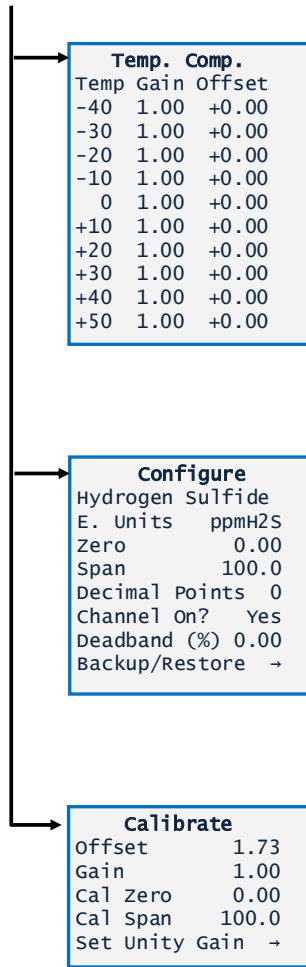 Temp. Comp.
Temp Gain Offset
-40 1.00 +0.00
-30 1.00 +0.00
-20 1.00 +0.00
-10 1.00 +0.00
0 1.00 +0.00
+10 1.00 +0.00
+20 1.00 +0.00
+30 1.00 +0.00
+40 1.00 +0.00
+50 1.00 +0.00
Configure
Hydrogen Sulfide
E. Units ppmH2S
Zero 0.00
Span 100.0
Decimal Points 0
Channel On? Yes
Deadband (%) 0.00
Backup/Restore →
Calibrate
Offset 1.73
Gain 1.00
Cal Zero 0.00
Cal Span 100.0
Set Unity Gain →